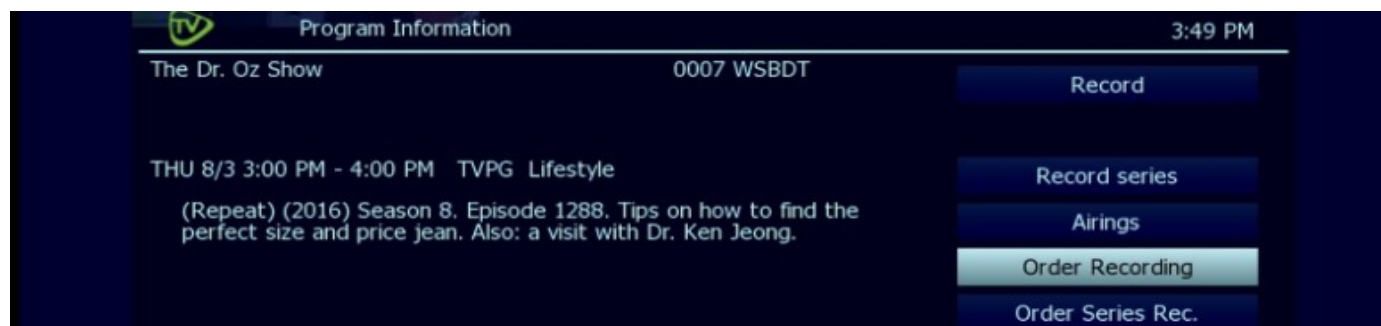 TV
Program Information
3:49 PM
The Dr. Oz Show
0007 WSBDT
Record
THU 8/3 3:00 PM - 4:00 PM TVPG Lifestyle
Record series
(Repeat) (2016) Season 8. Episode 1288. Tips on how to find the
perfect size and price jean. Also: a visit with Dr. Ken Jeong.
Airings
Order Recording
Order Series Rec.